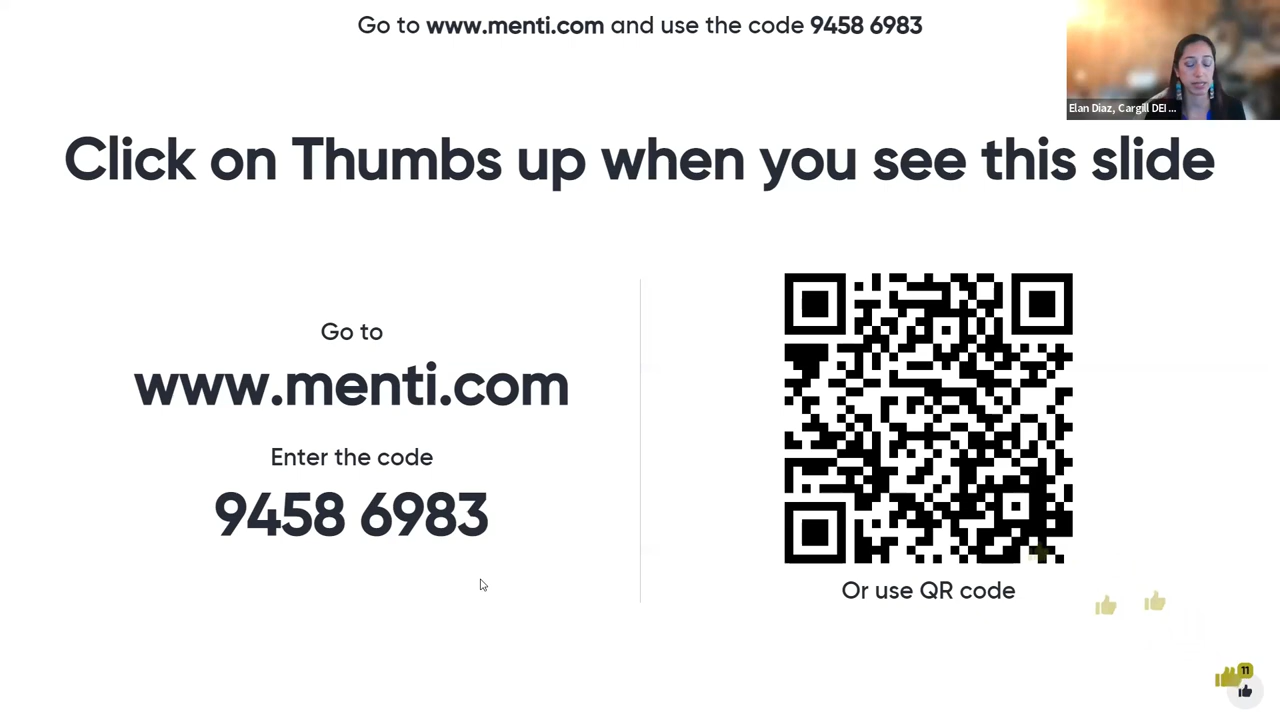 Go to www.menti.com and use the code 9458 6983
Elan Diaz, Cargill DEI ...
Click on Thumbs up when you see this slide
Go to
www.menti.com
Enter the code
9458 6983
Or use QR code
11